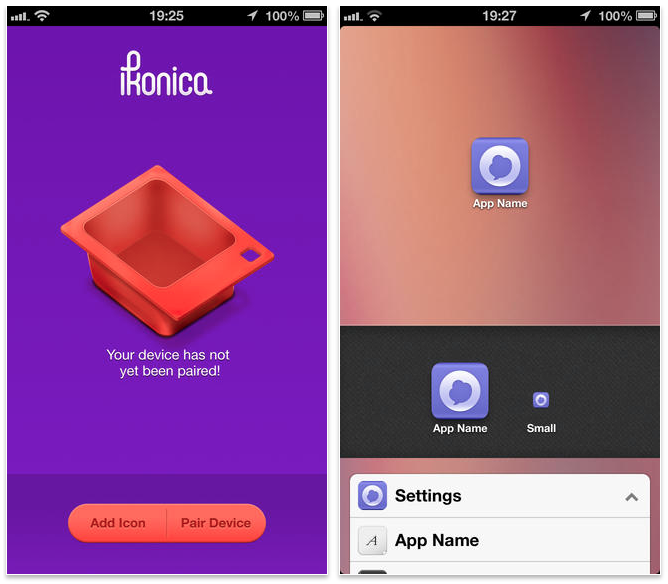 19:25
100%
ikonica
Your device has not
yet been paired!
Add Icon
Pair Device
19:27
100%
App Name
App Name
Small
Settings
A
App Name